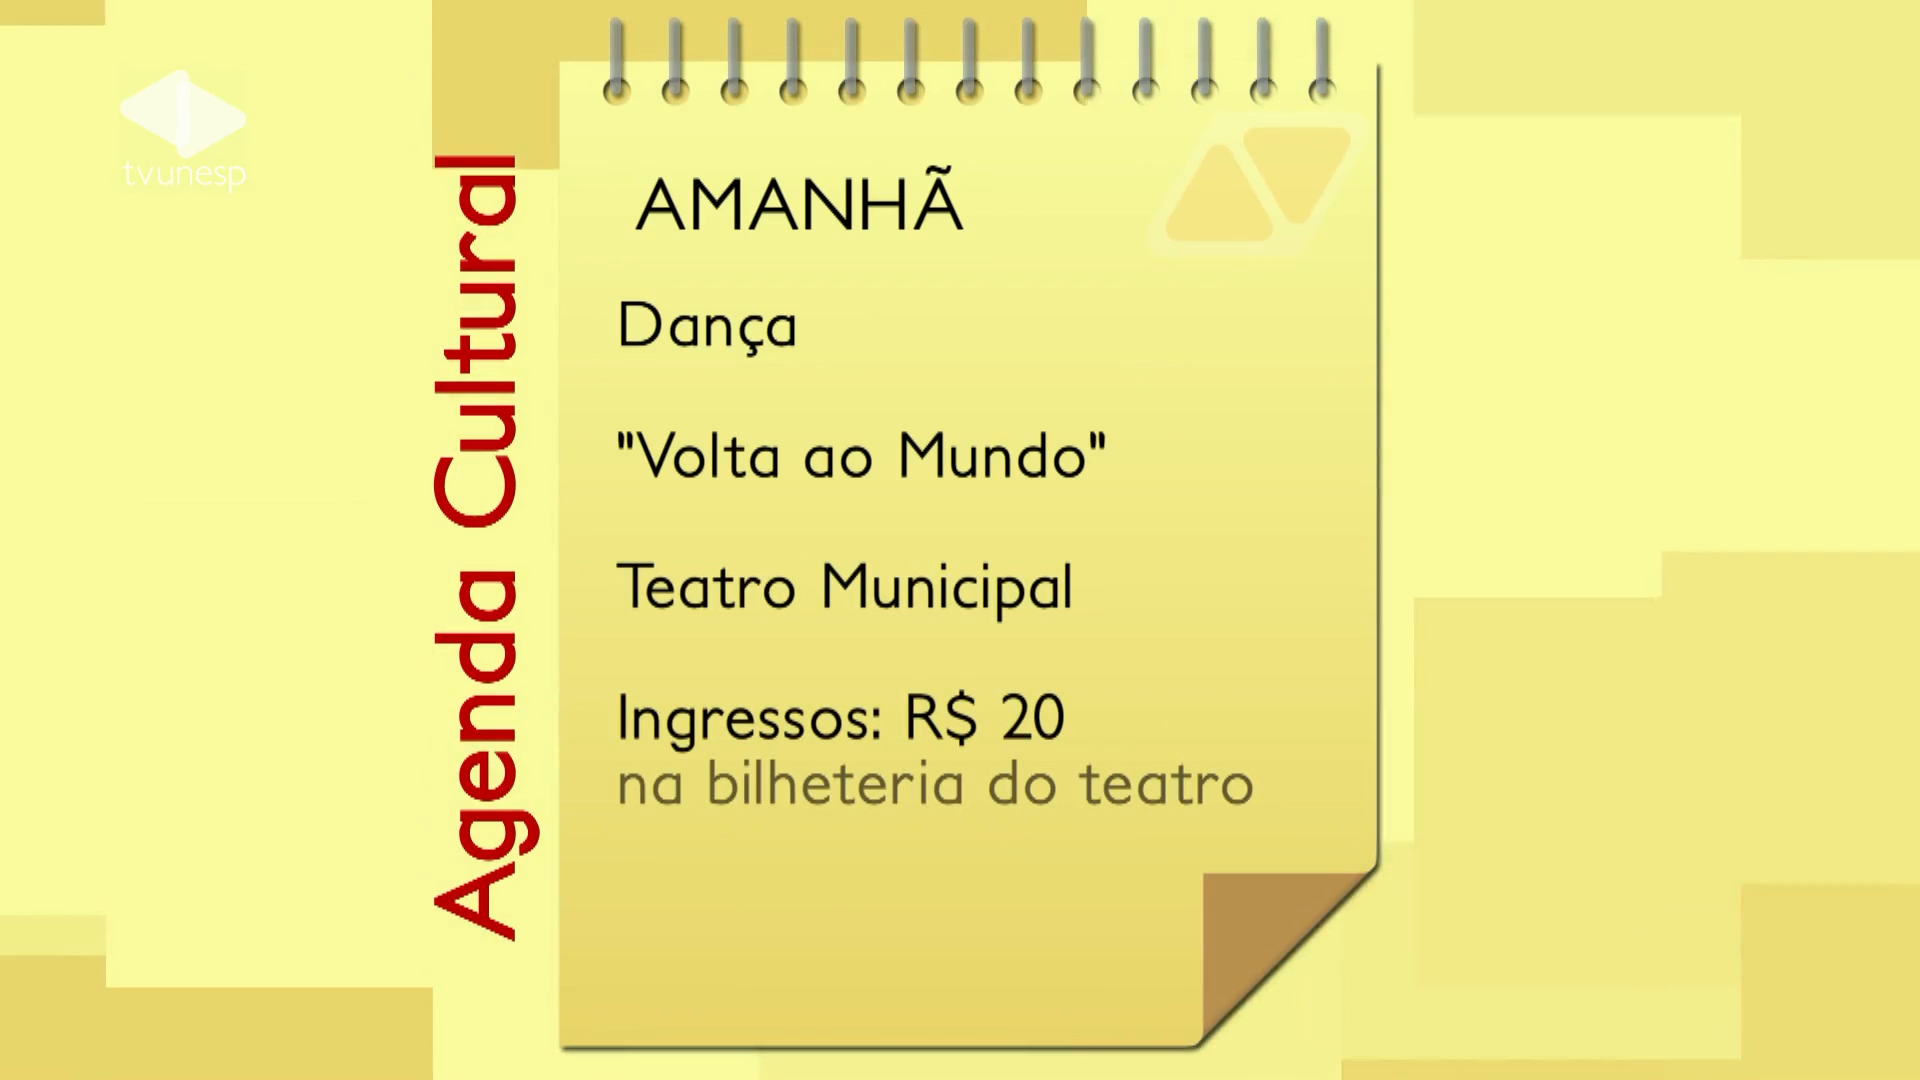 tvunesp
Agenda Cultural
AMANHÃ
Dança
"Volta ao Mundo"
Teatro Municipal
Ingressos: R$ 20
na bilheteria do teatro